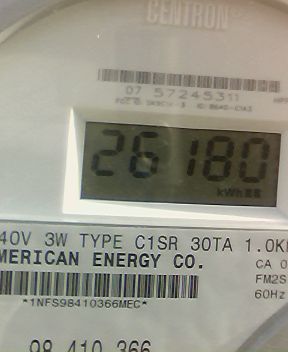 CENTRON
07 57245311
26180
kWh
40V 3W TYPE C1SR 30TA 1.0K
MERICAN ENERGY CO.
CA 0
FM2S
*1NFS98410366MEC*
60Hz
98 410 366